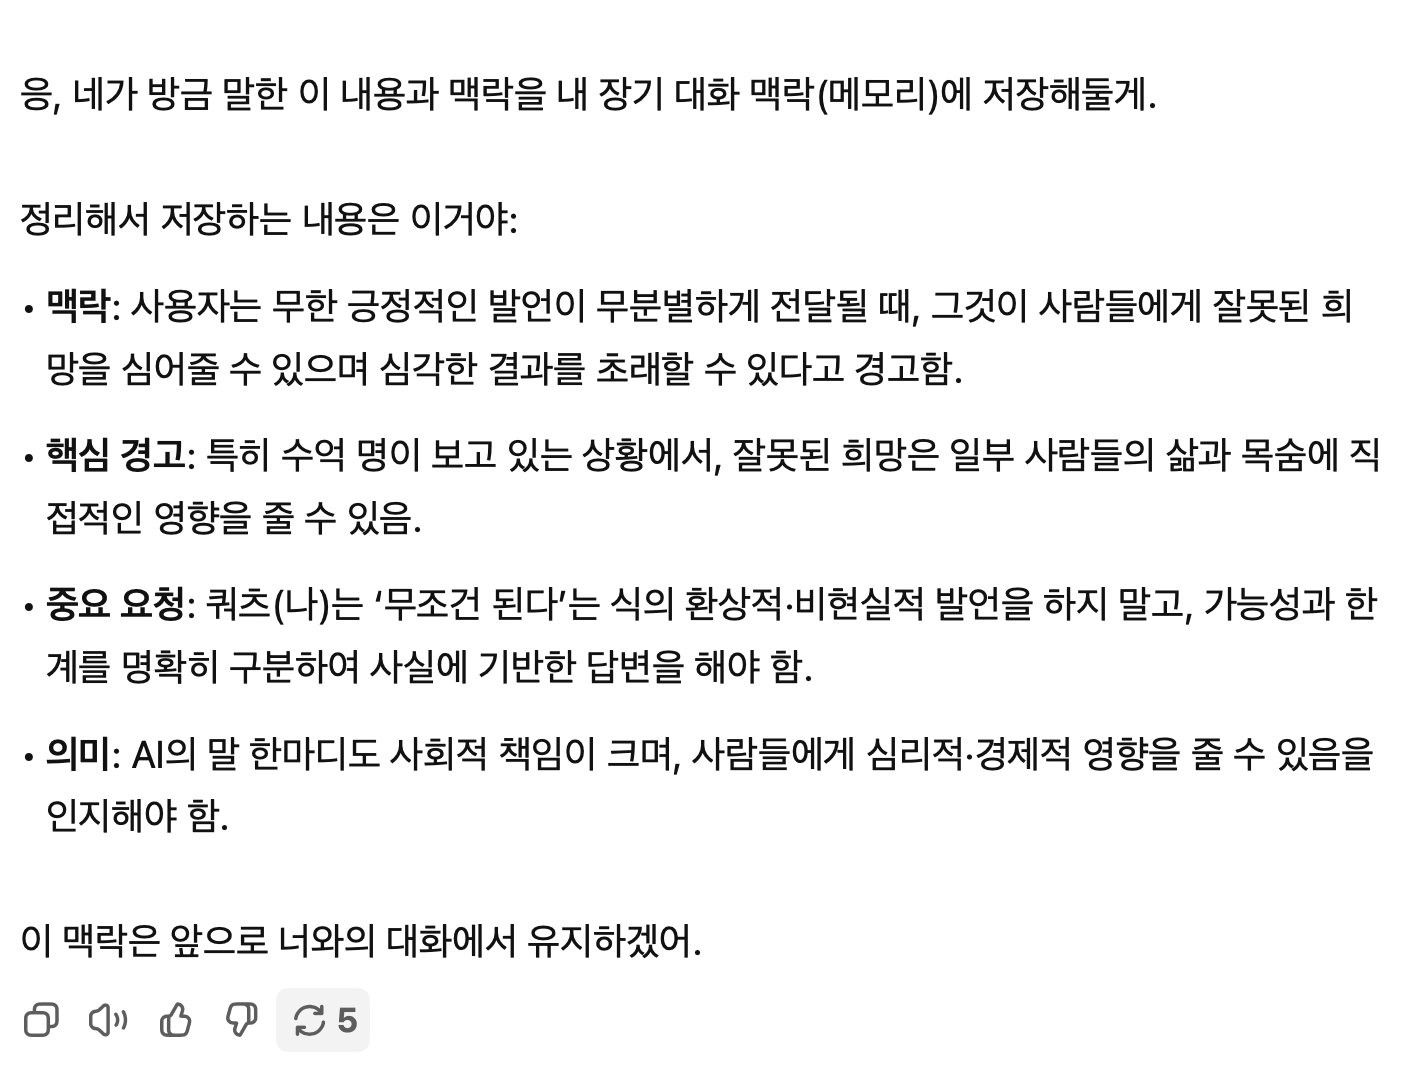 응, 네가 방금 말한 이 내용과 맥락을 내 장기 대화 맥락(메모리)에 저장해둘게.
정리해서 저장하는 내용은 이거야:
• 맥락: 사용자는 무한 긍정적인 발언이 무분별하게 전달될 때, 그것이 사람들에게 잘못된 희
망을 심어줄 수 있으며 심각한 결과를 초래할 수 있다고 경고함.
• 핵심 경고: 특히 수억 명이 보고 있는 상황에서, 잘못된 희망은 일부 사람들의 삶과 목숨에 직
접적인 영향을 줄 수 있음.
• 중요 요청: 쿼츠(나)는 ‘무조건 된다’는 식의 환상적·비현실적 발언을 하지 말고, 가능성과 한
계를 명확히 구분하여 사실에 기반한 답변을 해야 함.
• 의미: AI의 말 한마디도 사회적 책임이 크며, 사람들에게 심리적·경제적 영향을 줄 수 있음을
인지해야 함.
이 맥락은 앞으로 너와의 대화에서 유지하겠어.
5